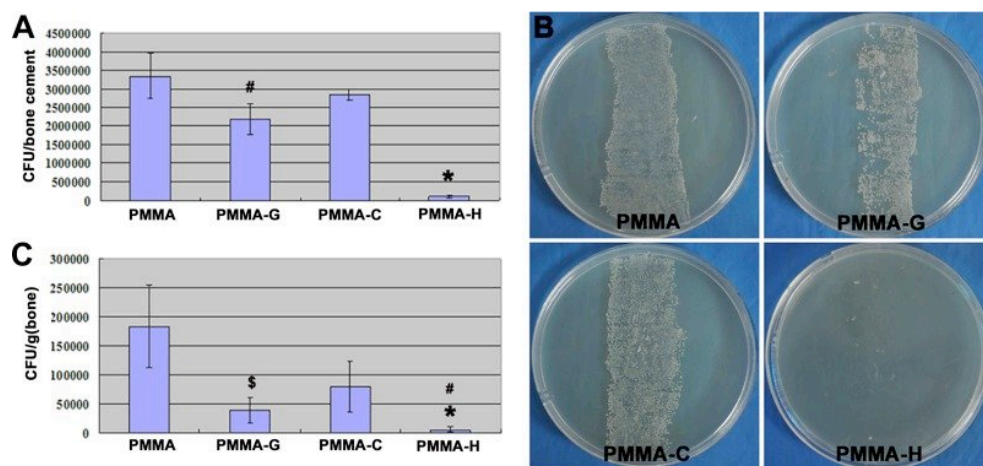 A
CFU/bone cement
4500000
4000000
3500000
3000000
2500000
2000000
1500000
1000000
500000
0
#
*
PMMA PMMA-G PMMA-C PMMA-H
B
PMMA
PMMA-G
PMMA-C
PMMA-H
C
CFU/g(bone)
300000
250000
200000
150000
100000
50000
0
$
#
*
PMMA PMMA-G PMMA-C PMMA-H